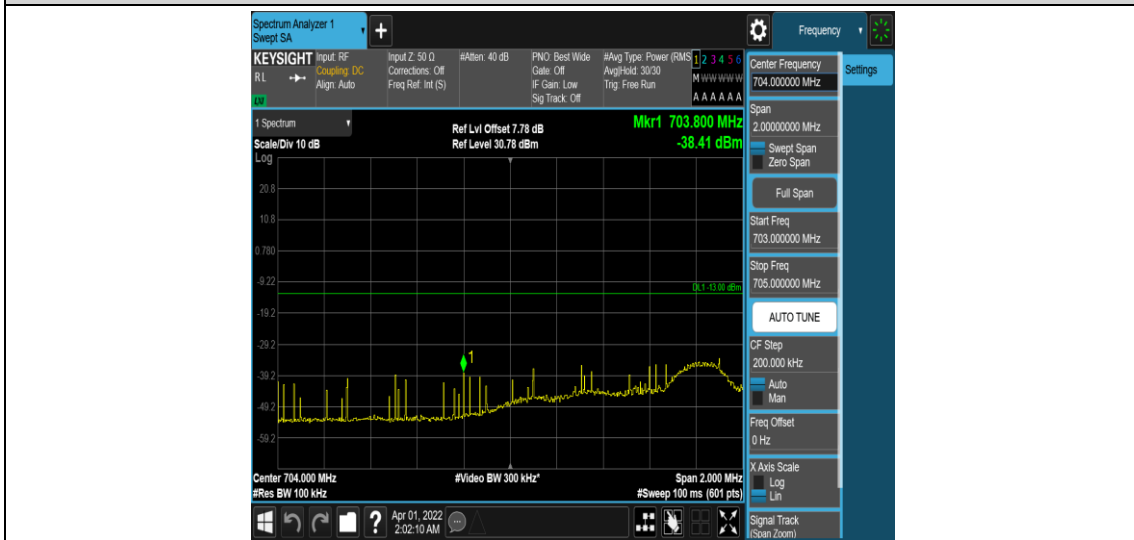 Spectrum Analyzer 1
Swept SA
+
Frequency
KEYSIGHT
RL
LXI
Input: RF
Coupling: DC
Align: Auto
Input Z: 50 Ω
Corrections: Off
Freq Ref: Int (S)
#Atten: 40 dB
PNO: Best Wide
Gate: Off
IF Gain: Low
Sig Track: Off
#Avg Type: Power (RMS
Avg|Hold: 30/30
Trig: Free Run
1 2 3 4 5 6
M W W W W W
A A A A A A
1 Spectrum
Scale/Div 10 dB
Ref Lvl Offset 7.78 dB
Ref Level 30.78 dBm
Mkr1 703.800 MHz
-38.41 dBm
Log
20.8
10.8
0.780
-9.22
-19.2
-29.2
-39.2
-49.2
-59.2
DL1 -13.00 dBm
1
Center 704.000 MHz
#Res BW 100 kHz
#Video BW 300 kHz*
Span 2.000 MHz
#Sweep 100 ms (601 pts)
?
Apr 01, 2022
2:02:10 AM
Center Frequency
704.000000 MHz
Span
2.00000000 MHz
Swept Span
Zero Span
Full Span
Start Freq
703.000000 MHz
Stop Freq
705.000000 MHz
AUTO TUNE
CF Step
200.000 kHz
Auto
Man
Freq Offset
0 Hz
X Axis Scale
Log
Lin
Signal Track
(Span Zoom)
Settings